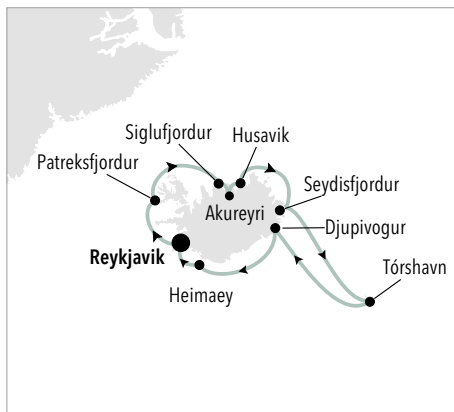 Siglufjordur
Husavik
Patreksfjordur
Seydisfjordur
Akureyri
Djupivogur
Reykjavik
Tórshavn
Heimaey